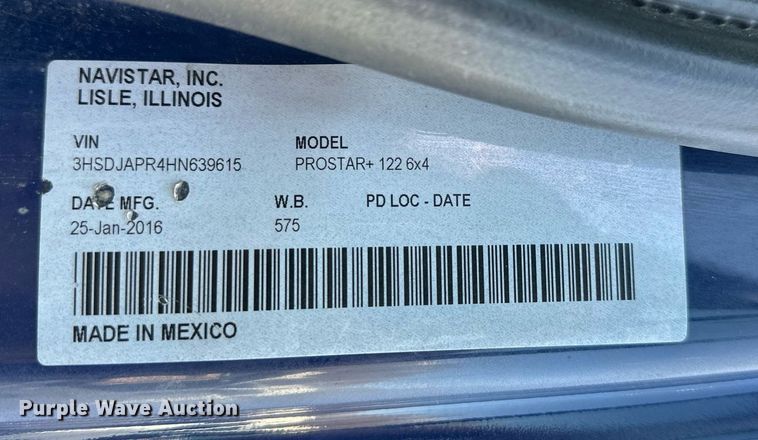 NAVISTAR, INC.
LISLE, ILLINOIS
VIN MODEL
3HSDJAPR4HN639615 PROSTAR+ 122 6x4
DATE MFG. W.B. PD LOC - DATE
25-Jan-2016 575
MADE IN MEXICO
Purple Wave Auction